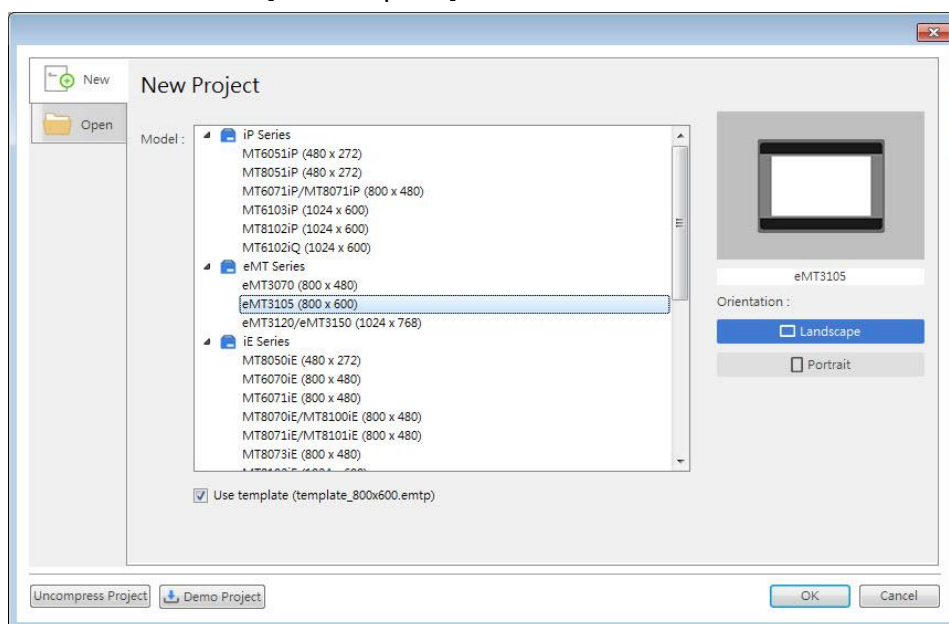 New
Open
New Project
Model :
iP Series
MT6051iP (480 x 272)
MT8051iP (480 x 272)
MT6071iP/MT8071iP (800 x 480)
MT6103iP (1024 x 600)
MT8102iP (1024 x 600)
MT6102iQ (1024 x 600)
eMT Series
eMT3070 (800 x 480)
eMT3105 (800 x 600)
eMT3120/eMT3150 (1024 x 768)
iE Series
MT8050iE (480 x 272)
MT6070iE (800 x 480)
MT6071iE (800 x 480)
MT8070iE/MT8100iE (800 x 480)
MT8071iE/MT8101iE (800 x 480)
MT8073iE (800 x 480)
Use template (template_800x600.emtp)
eMT3105
Orientation :
Landscape
Portrait
Uncompress Project
Demo Project
OK
Cancel